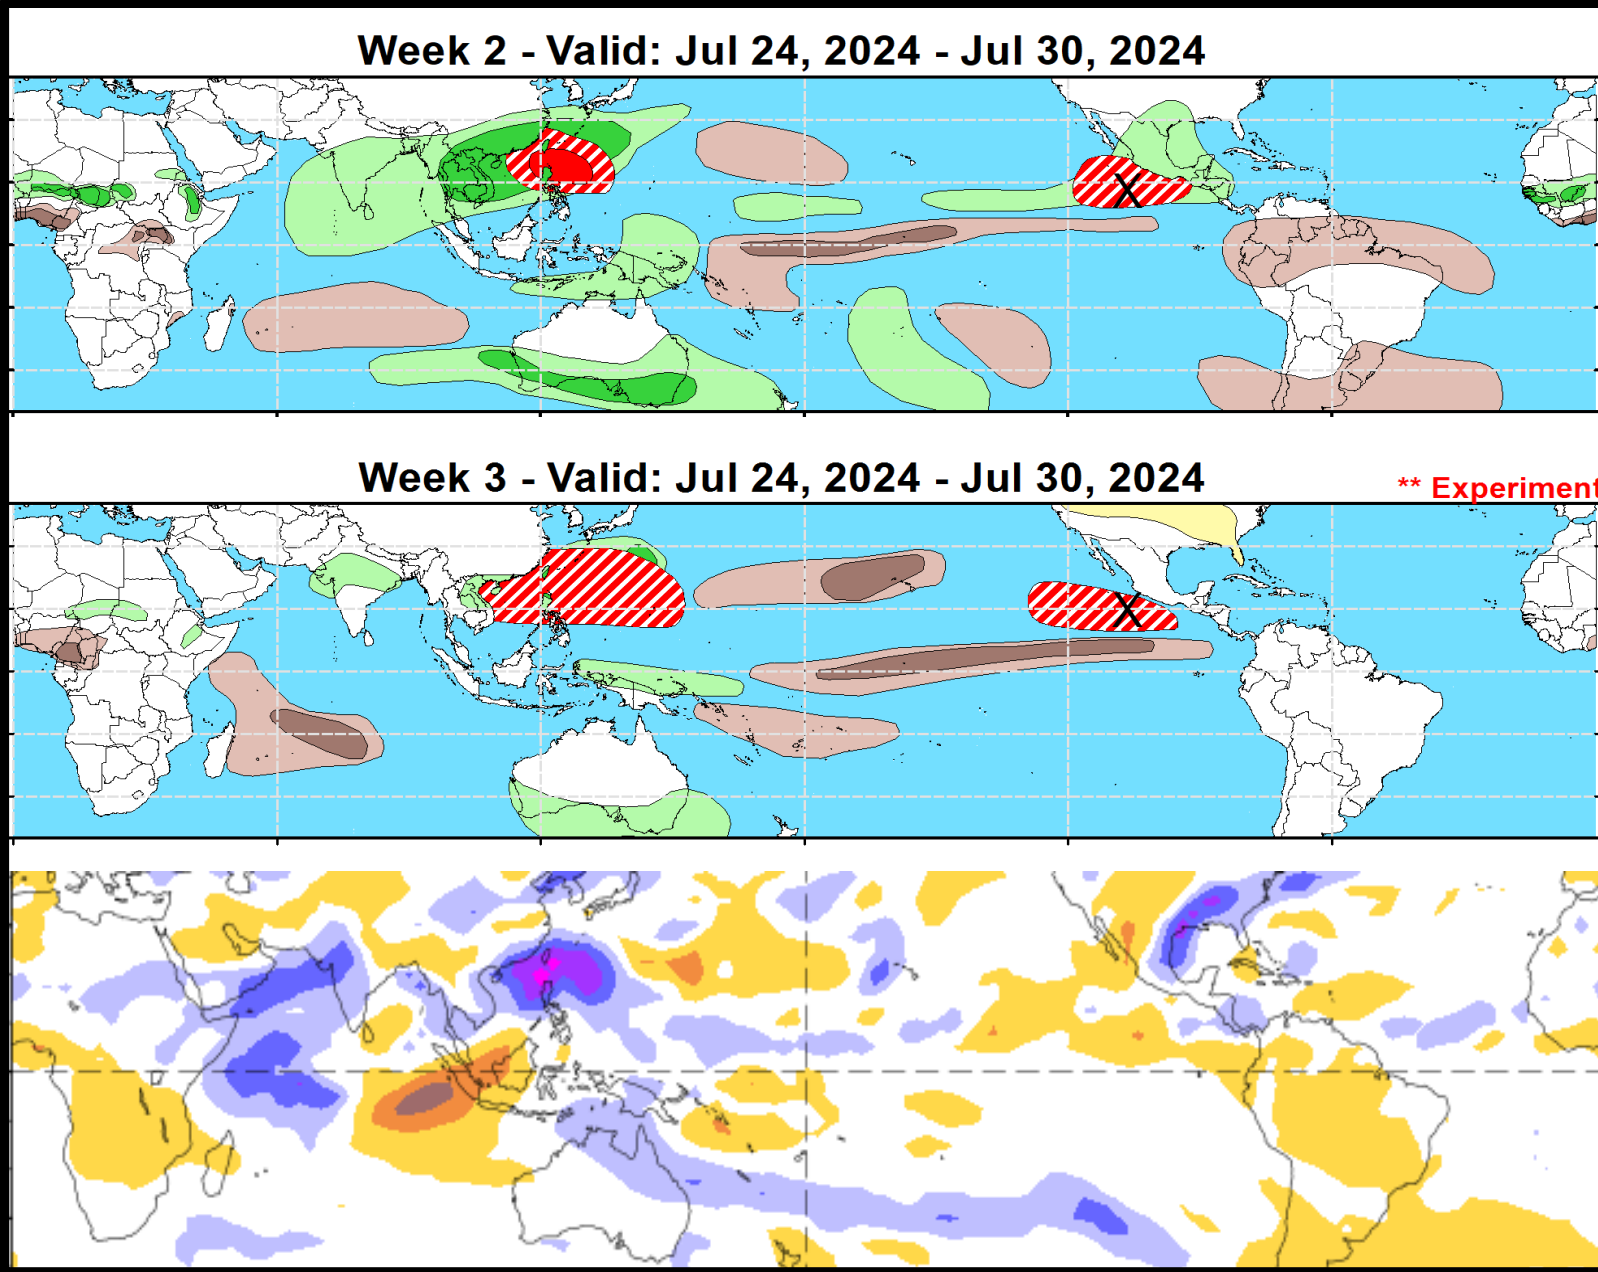 Week 2 - Valid: Jul 24, 2024 - Jul 30, 2024
X
Week 3 - Valid: Jul 24, 2024 - Jul 30, 2024
** Experiment
X